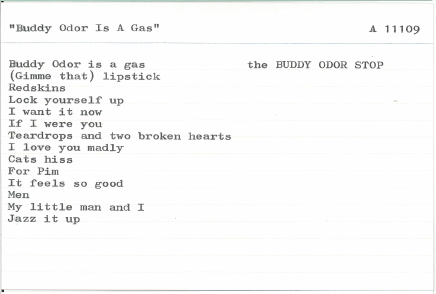 "Buddy Odor Is A Gas" A 11109
Buddy Odor is a gas the BUDDY ODOR STOP
(Gimme that) lipstick
Redskins
Lock yourself up
I want it now
If I were you
Teardrops and two broken hearts
I love you madly
Cats hiss
For Pim
It feels so good
Men
My little man and I
Jazz it up